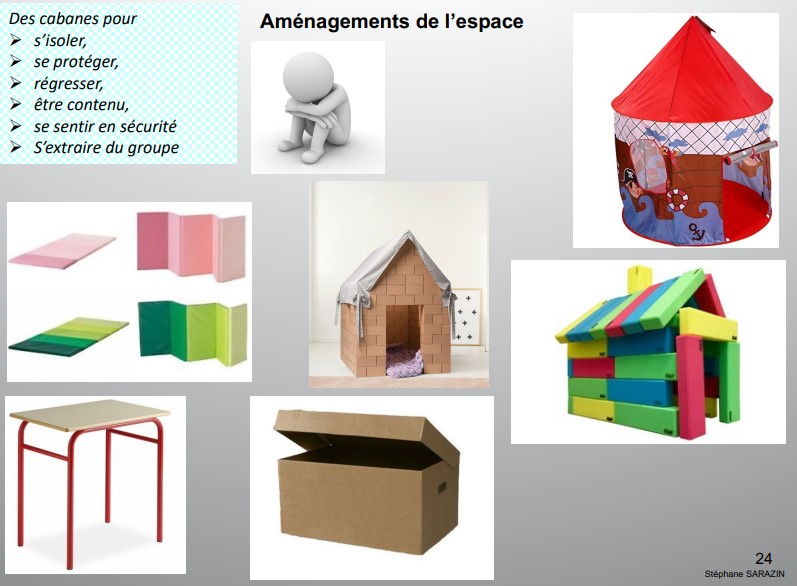 Aménagements de l’espace
Des cabanes pour
➢ s’isoler,
➢ se protéger,
➢ régresser,
➢ être contenu,
➢ se sentir en sécurité
➢ S’extraire du groupe
24
Stéphane SARAZIN